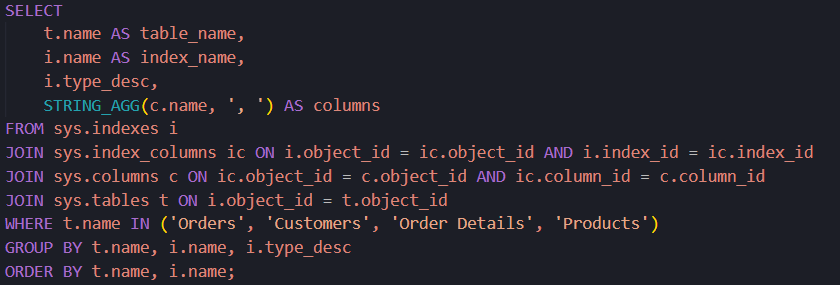 SELECT
    t.name AS table_name,
    i.name AS index_name,
    i.type_desc,
    STRING_AGG(c.name, ', ') AS columns
FROM sys.indexes i
JOIN sys.index_columns ic ON i.object_id = ic.object_id AND i.index_id = ic.index_id
JOIN sys.columns c ON ic.object_id = c.object_id AND ic.column_id = c.column_id
JOIN sys.tables t ON i.object_id = t.object_id
WHERE t.name IN ('Orders', 'Customers', 'Order Details', 'Products')
GROUP BY t.name, i.name, i.type_desc
ORDER BY t.name, i.name;